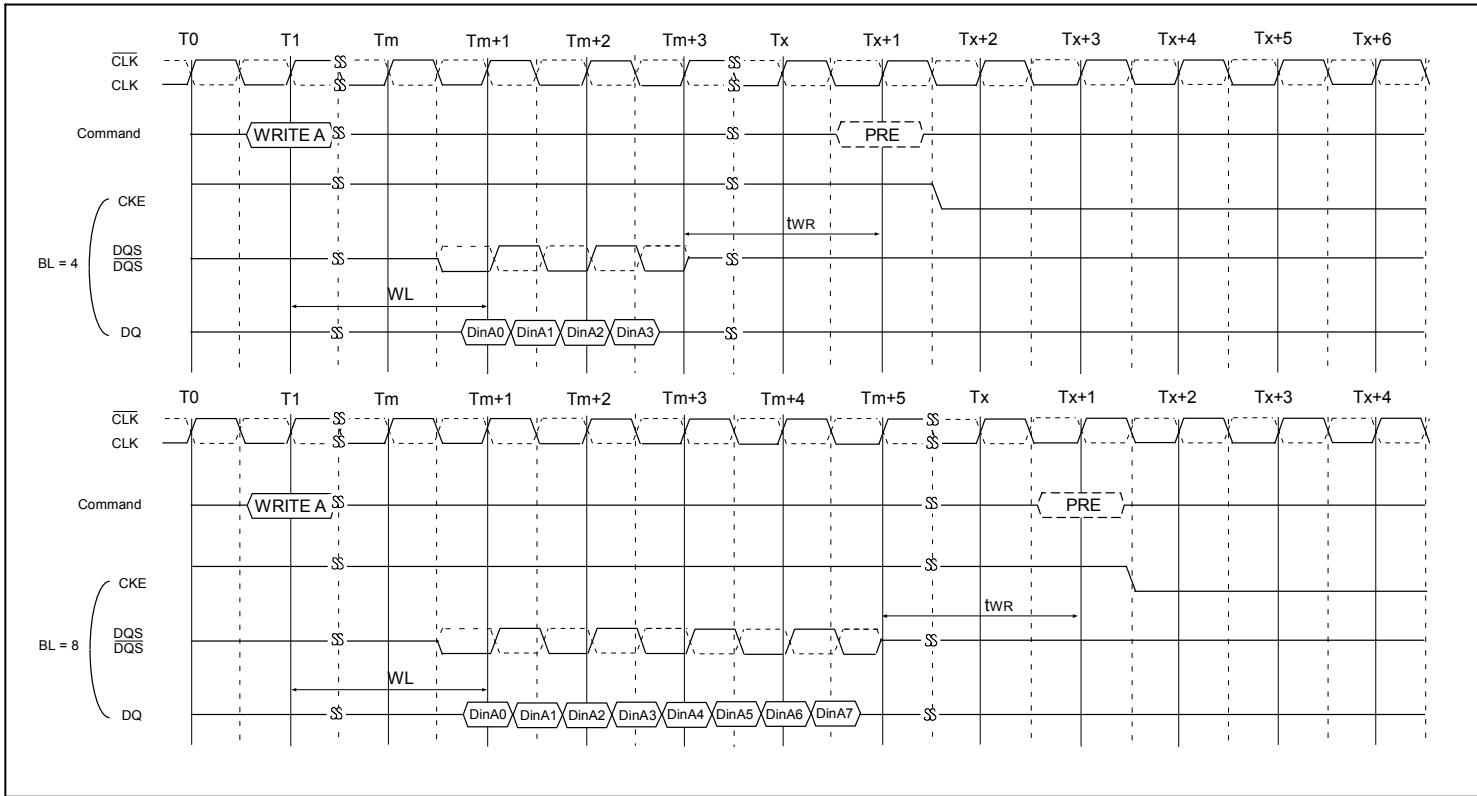 T0 T1 Tm Tm+1 Tm+2 Tm+3 Tx Tx+1 Tx+2 Tx+3 Tx+4 Tx+5 Tx+6
CLK
CLK
Command WRITE A PRE
CKE
tWR
DQS
DQS
BL = 4
WL
DQ DinA0 DinA1 DinA2 DinA3
T0 T1 Tm Tm+1 Tm+2 Tm+3 Tm+4 Tm+5 Tx Tx+1 Tx+2 Tx+3 Tx+4
CLK
CLK
Command WRITE A PRE
CKE
tWR
DQS
DQS
BL = 8
WL
DQ DinA0 DinA1 DinA2 DinA3 DinA4 DinA5 DinA6 DinA7